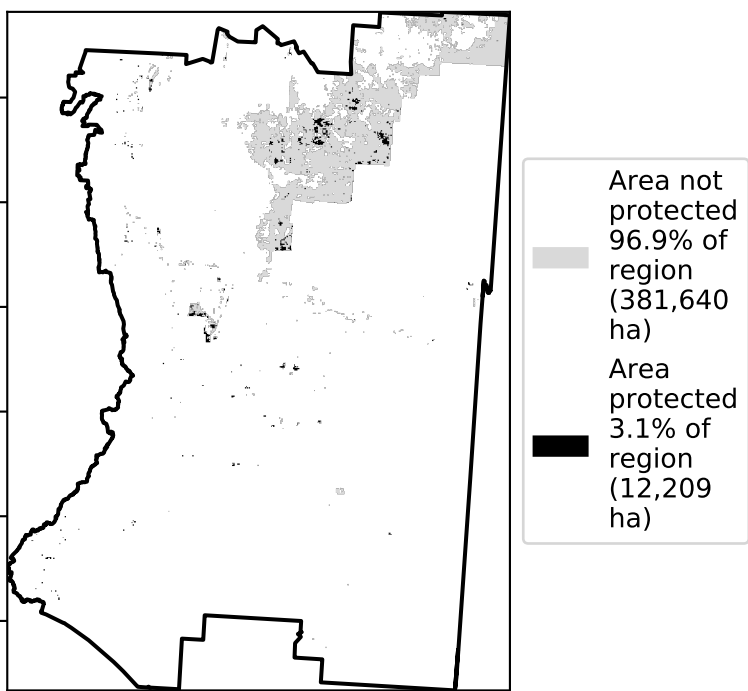 Area not
protected
96.9% of
region
(381,640
ha)
Area
protected
3.1% of
region
(12,209
ha)